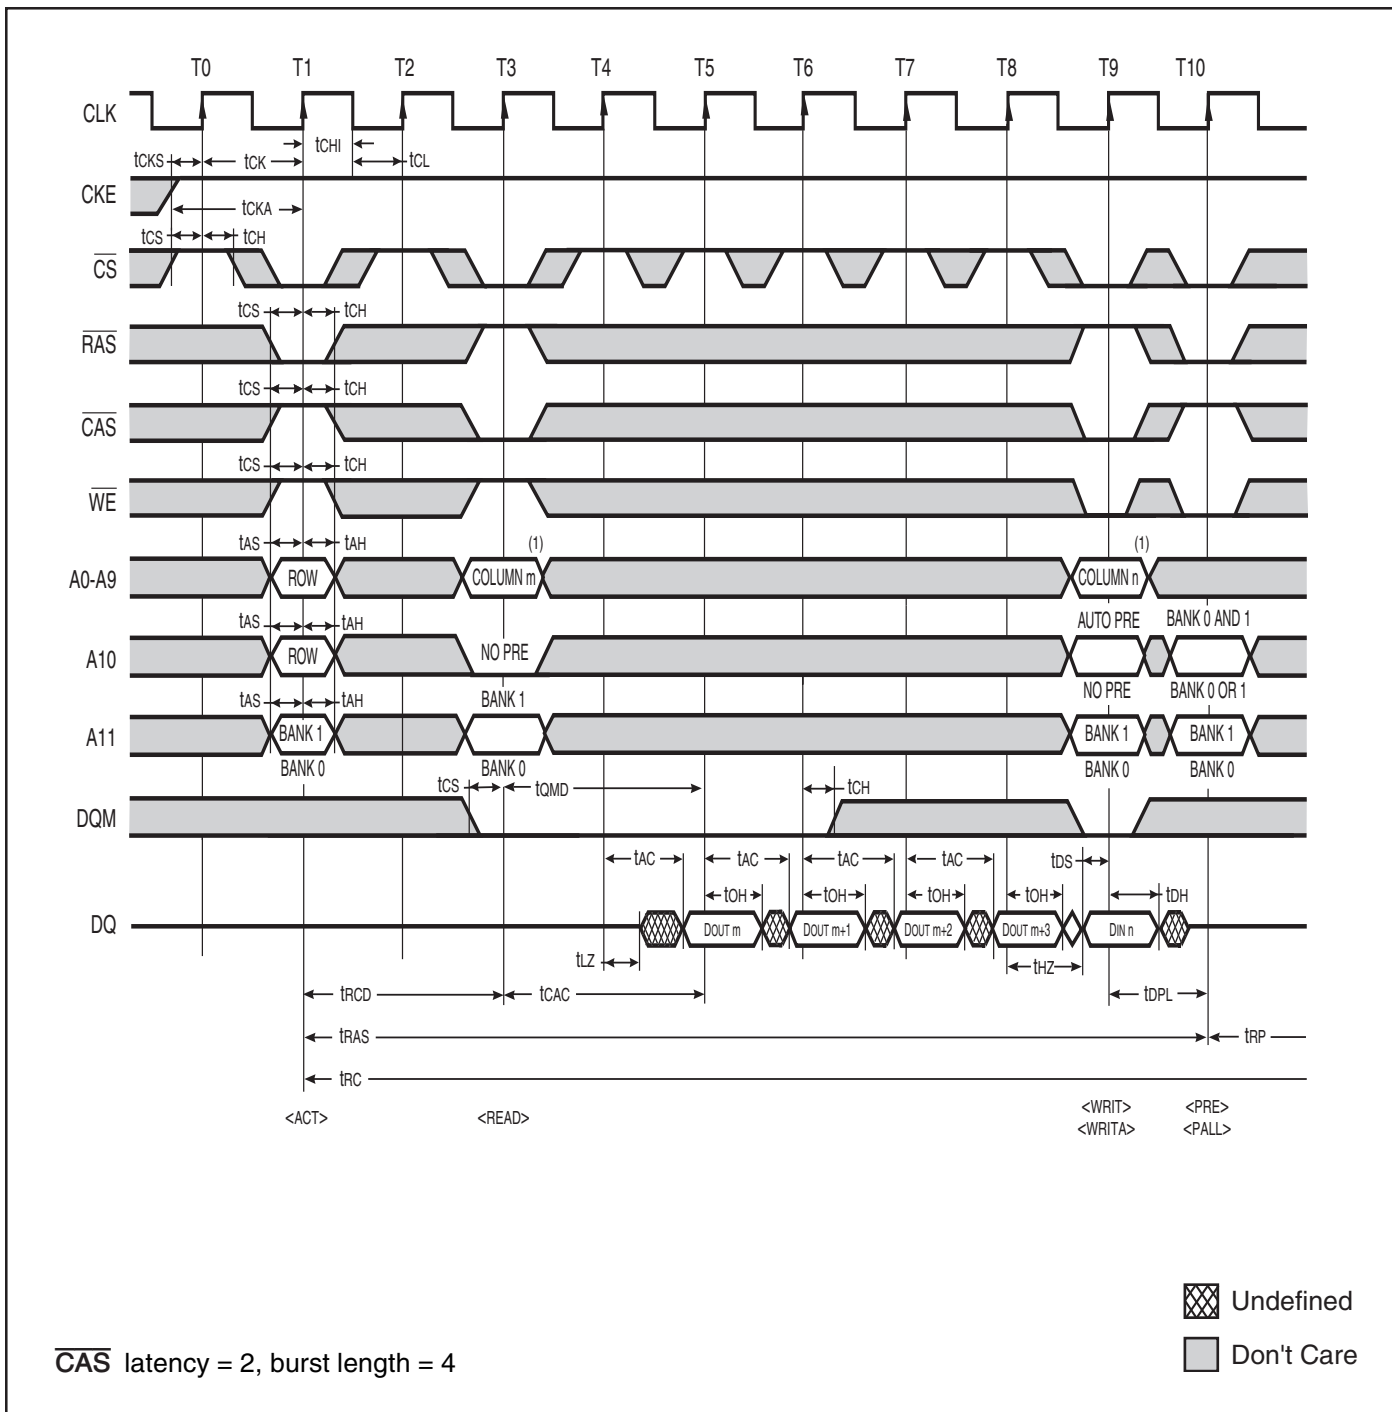 T0 T1 T2 T3 T4 T5 T6 T7 T8 T9 T10
CLK
tCHI
tCKS tCK tCL
CKE
tCKA
tCS tCH
CS
tCS tCH
RAS
tCS tCH
CAS
tCS tCH
WE
tAS tAH (1) (1)
A0-A9 ROW COLUMN m COLUMN n
tAS tAH AUTO PRE BANK 0 AND 1
A10 ROW NO PRE
tAS tAH BANK 1 NO PRE BANK 0 OR 1
A11 BANK 1 BANK 1 BANK 1
BANK 0 BANK 0 BANK 0 BANK 0
tCS tQMD tCH
DQM
tAC tAC tAC tAC tDS
tOH tOH tOH tOH tDH
DQ DOUT m DOUT m+1 DOUT m+2 DOUT m+3 DIN n
tLZ tHZ
tRCD tCAC tDPL
tRAS tRP
tRC
<ACT> <READ> <WRIT> <PRE>
<WRITA> <PALL>
Undefined
CAS latency = 2, burst length = 4
Don't Care